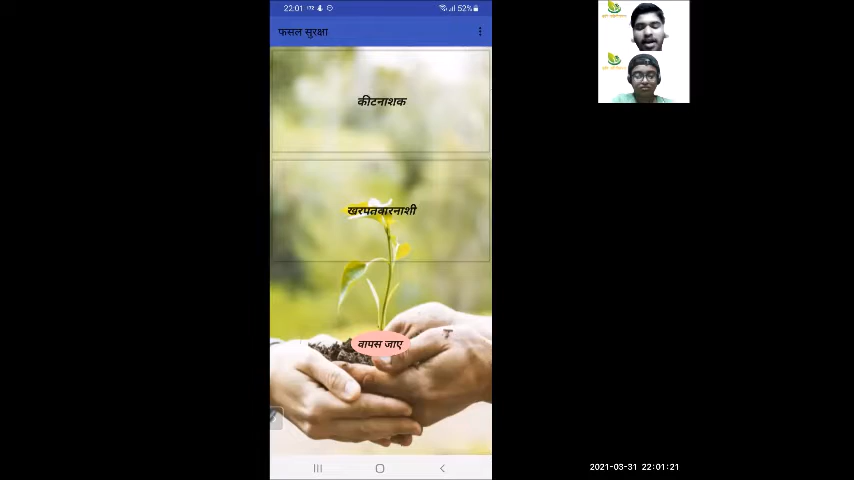 22:01
52%
फसल सुरक्षा
कीटनाशक
खरपतवारनाशी
वापस जाए
2021-03-31 22:01:21